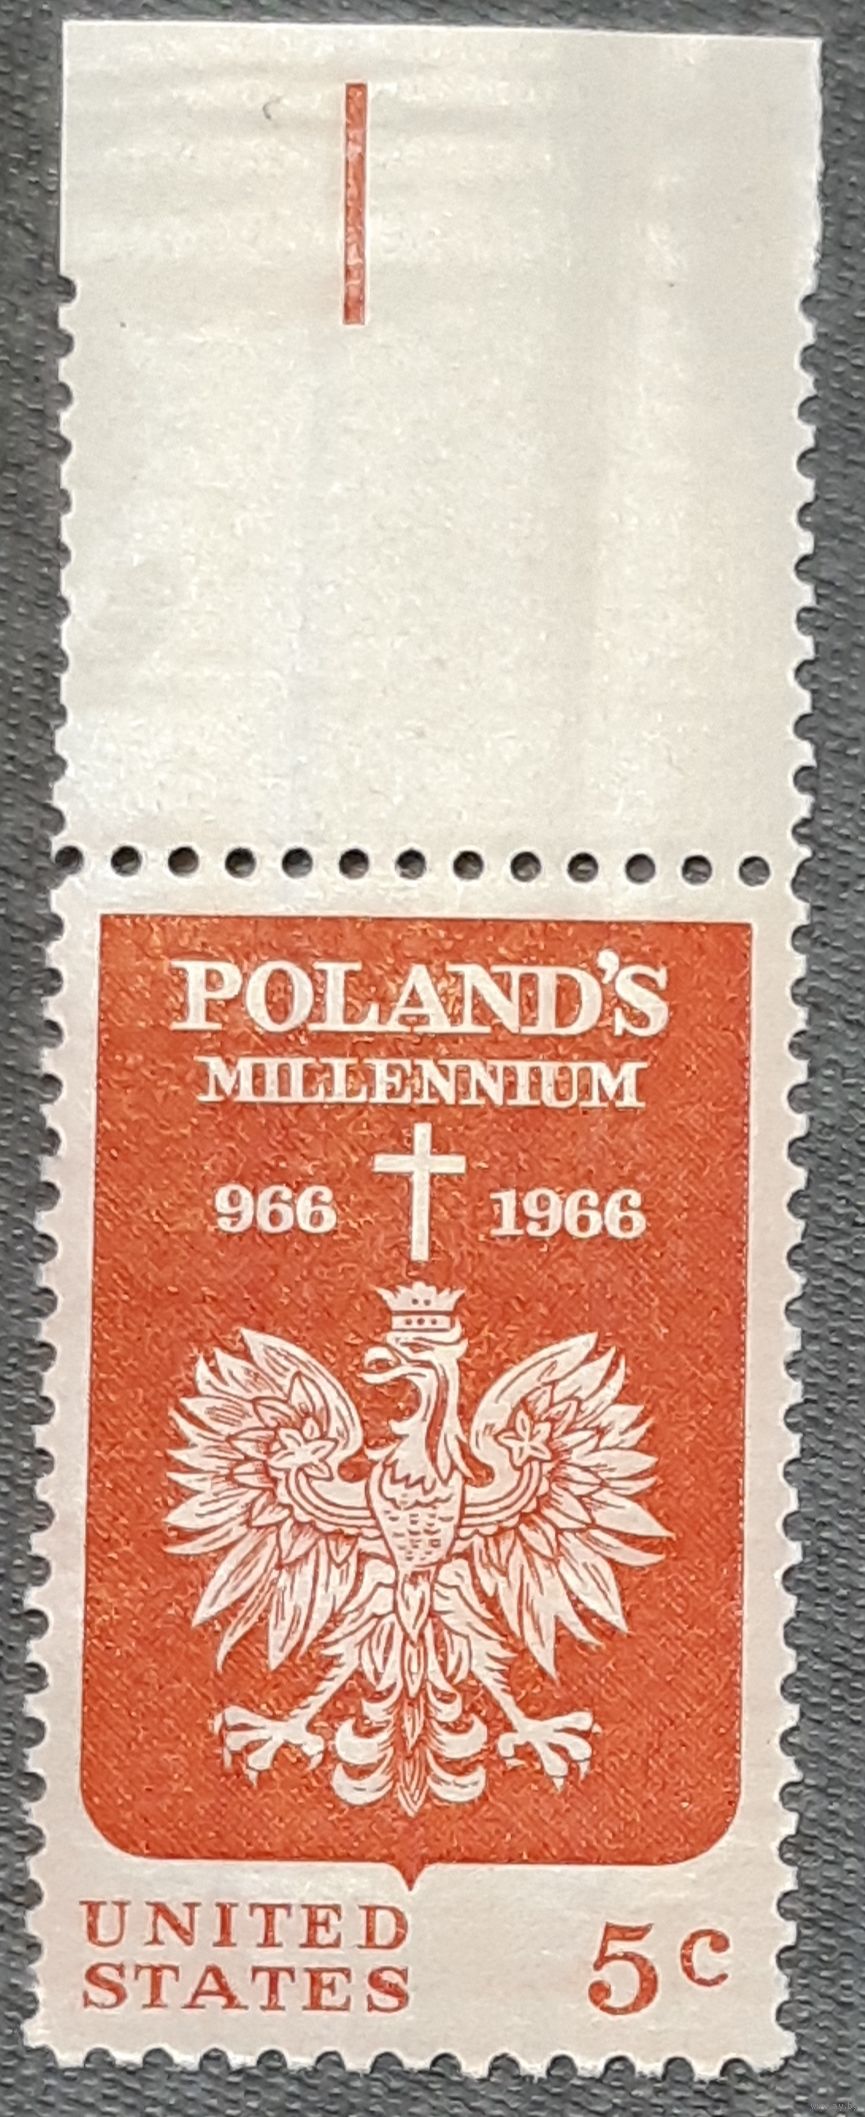 POLAND'S
MILLENNIUM
966 1966
UNITED
STATES
5c